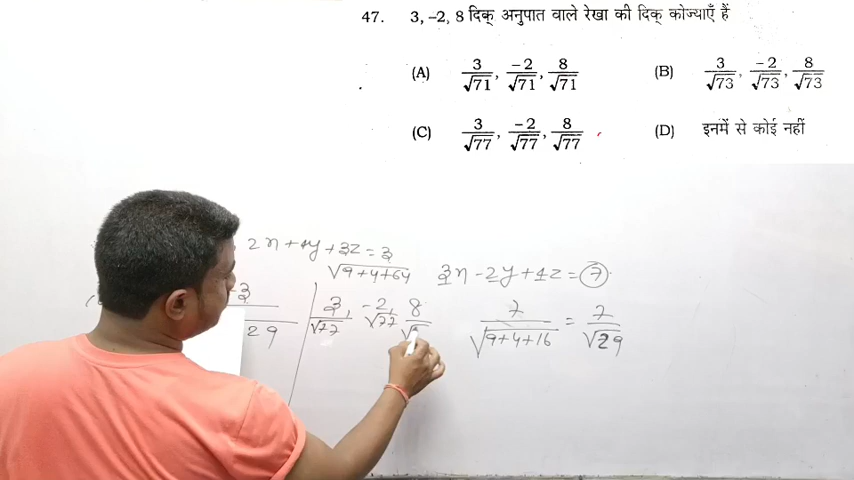 47. 3, –2, 8 दिक् अनुपात वाले रेखा की दिक् कोज्याएँ हैं
(A) 3/√71, –2/√71, 8/√71 (B) 3/√73, –2/√73, 8/√73
(C) 3/√77, –2/√77, 8/√77 (D) इनमें से कोई नहीं
2x+4y+3z=3
√9+4+64
3x-2y+4z=7
3/√77, -2/√77, 8/√
7/√9+4+16 = 7/√29
-3
29